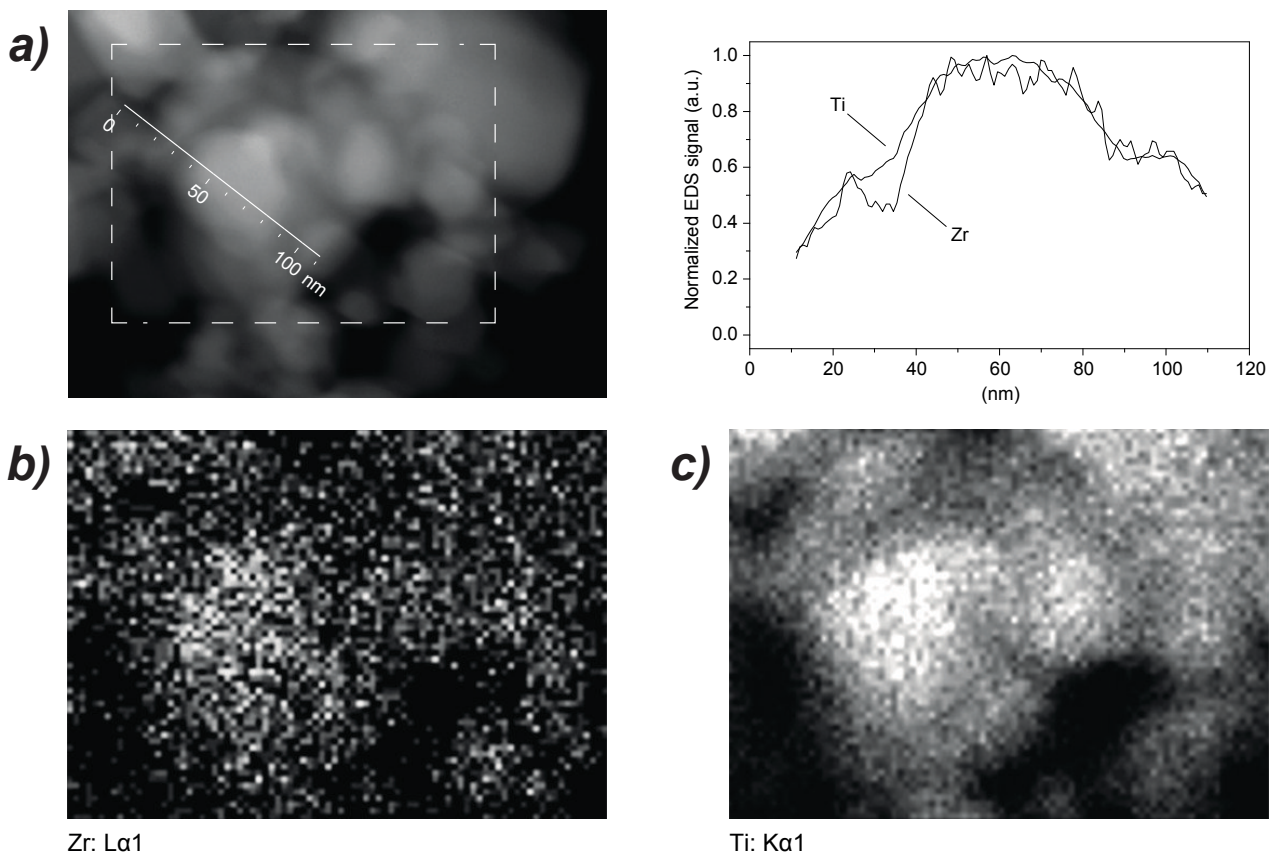 a)
0
50
100 nm
Normalized EDS signal (a.u.)
1.0
0.8
0.6
0.4
0.2
0.0
Ti
Zr
0 20 40 60 80 100 120
(nm)
b)
Zr: Lα1
c)
Ti: Kα1